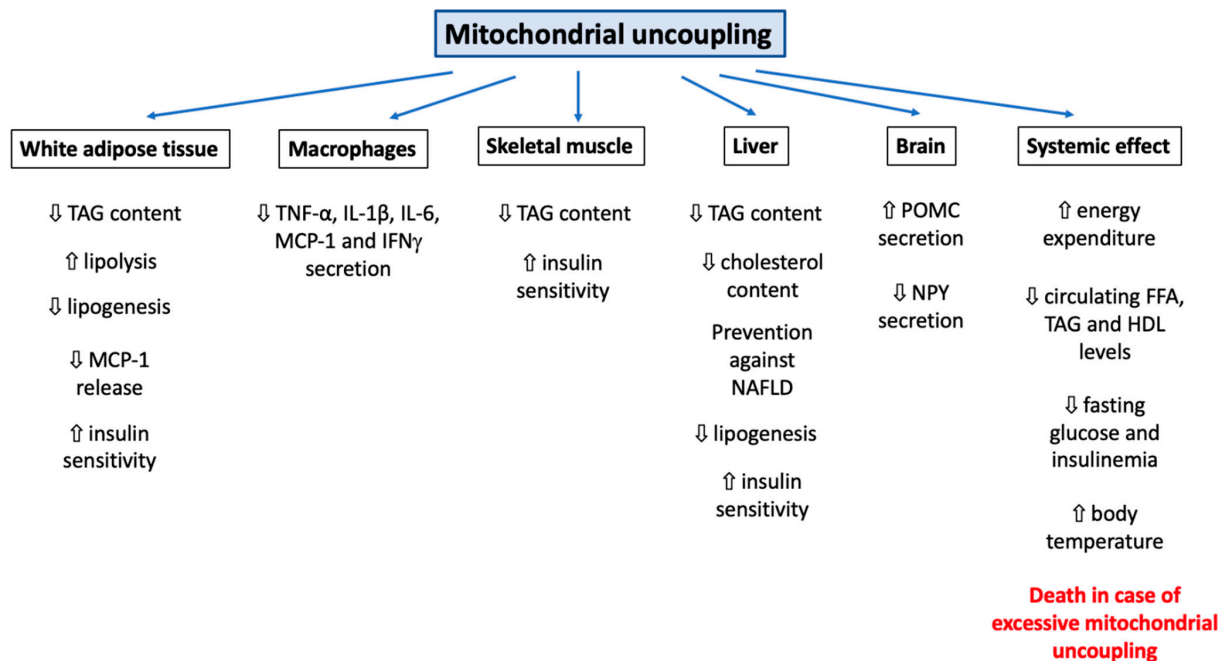 Mitochondrial uncoupling
White adipose tissue
⇩ TAG content
⇧ lipolysis
⇩ lipogenesis
⇩ MCP-1
release
⇧ insulin
sensitivity
Macrophages
⇩ TNF-α, IL-1β, IL-6,
MCP-1 and IFNγ
secretion
Skeletal muscle
⇩ TAG content
⇧ insulin
sensitivity
Liver
⇩ TAG content
⇩ cholesterol
content
Prevention
against
NAFLD
⇩ lipogenesis
⇧ insulin
sensitivity
Brain
⇧ POMC
secretion
⇩ NPY
secretion
Systemic effect
⇧ energy
expenditure
⇩ circulating FFA,
TAG and HDL
levels
⇩ fasting
glucose and
insulinemia
⇧ body
temperature
Death in case of
excessive mitochondrial
uncoupling